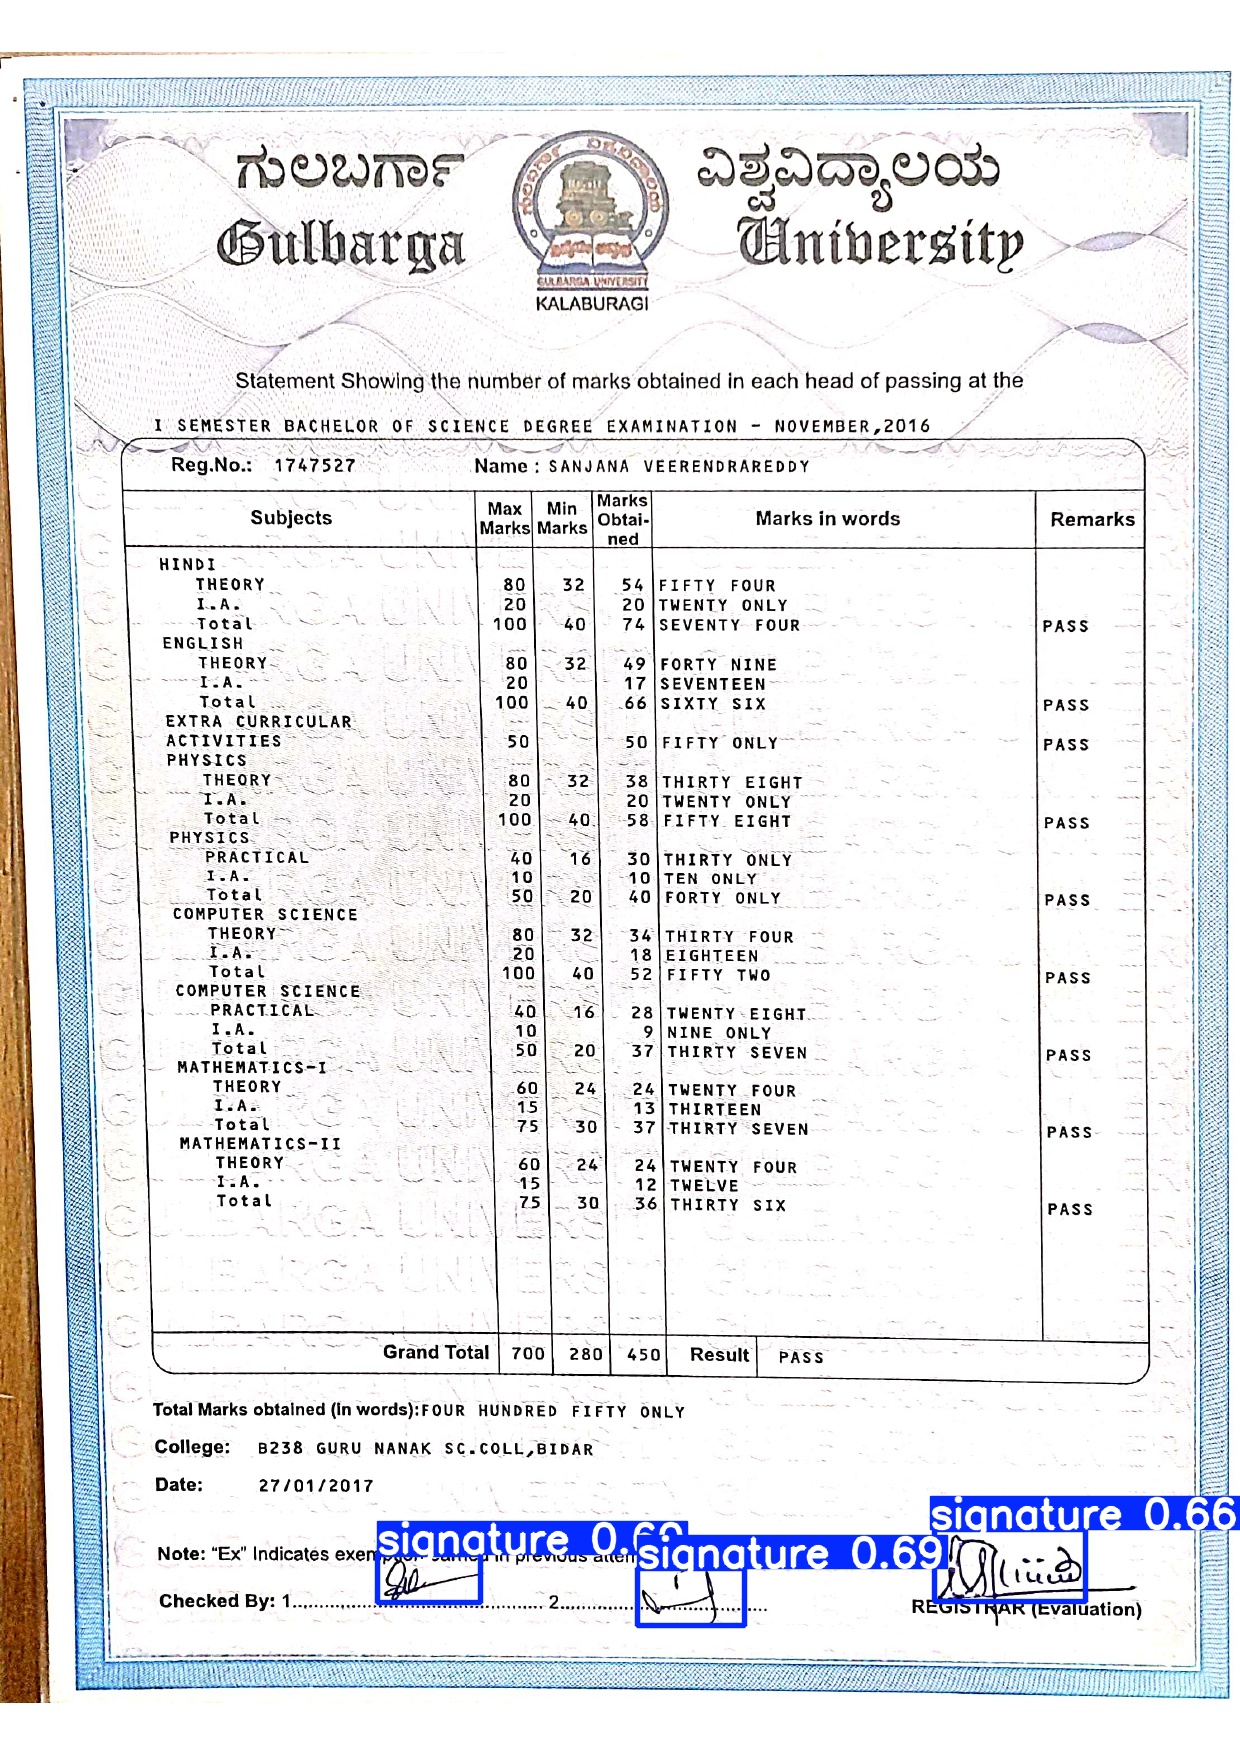 ಗುಲಬರ್ಗಾ ವಿಶ್ವವಿದ್ಯಾಲಯ
Gulbarga University
GULBARGA UNIVERSITY
KALABURAGI
Statement Showing the number of marks obtained in each head of passing at the
I SEMESTER BACHELOR OF SCIENCE DEGREE EXAMINATION - NOVEMBER,2016
Reg.No.: 1747527 Name : SANJANA VEERENDRAREDDY
Subjects Max Marks Min Marks Marks Obtai-ned Marks in words Remarks
HINDI
THEORY 80 32 54 FIFTY FOUR
I.A. 20 20 TWENTY ONLY
Total 100 40 74 SEVENTY FOUR PASS
ENGLISH
THEORY 80 32 49 FORTY NINE
I.A. 20 17 SEVENTEEN
Total 100 40 66 SIXTY SIX PASS
EXTRA CURRICULAR
ACTIVITIES 50 50 FIFTY ONLY PASS
PHYSICS
THEORY 80 32 38 THIRTY EIGHT
I.A. 20 20 TWENTY ONLY
Total 100 40 58 FIFTY EIGHT PASS
PHYSICS
PRACTICAL 40 16 30 THIRTY ONLY
I.A. 10 10 TEN ONLY
Total 50 20 40 FORTY ONLY PASS
COMPUTER SCIENCE
THEORY 80 32 34 THIRTY FOUR
I.A. 20 18 EIGHTEEN
Total 100 40 52 FIFTY TWO PASS
COMPUTER SCIENCE
PRACTICAL 40 16 28 TWENTY EIGHT
I.A. 10 9 NINE ONLY
Total 50 20 37 THIRTY SEVEN PASS
MATHEMATICS-I
THEORY 60 24 24 TWENTY FOUR
I.A. 15 13 THIRTEEN
Total 75 30 37 THIRTY SEVEN PASS
MATHEMATICS-II
THEORY 60 24 24 TWENTY FOUR
I.A. 15 12 TWELVE
Total 75 30 36 THIRTY SIX PASS
Grand Total 700 280 450 Result PASS
Total Marks obtained (in words):FOUR HUNDRED FIFTY ONLY
College: B238 GURU NANAK SC.COLL,BIDAR
Date: 27/01/2017
signature 0.66
signature 0.69
Note: "Ex" Indicates in previous
Checked By: 1 2
REGISTRAR (Evaluation)